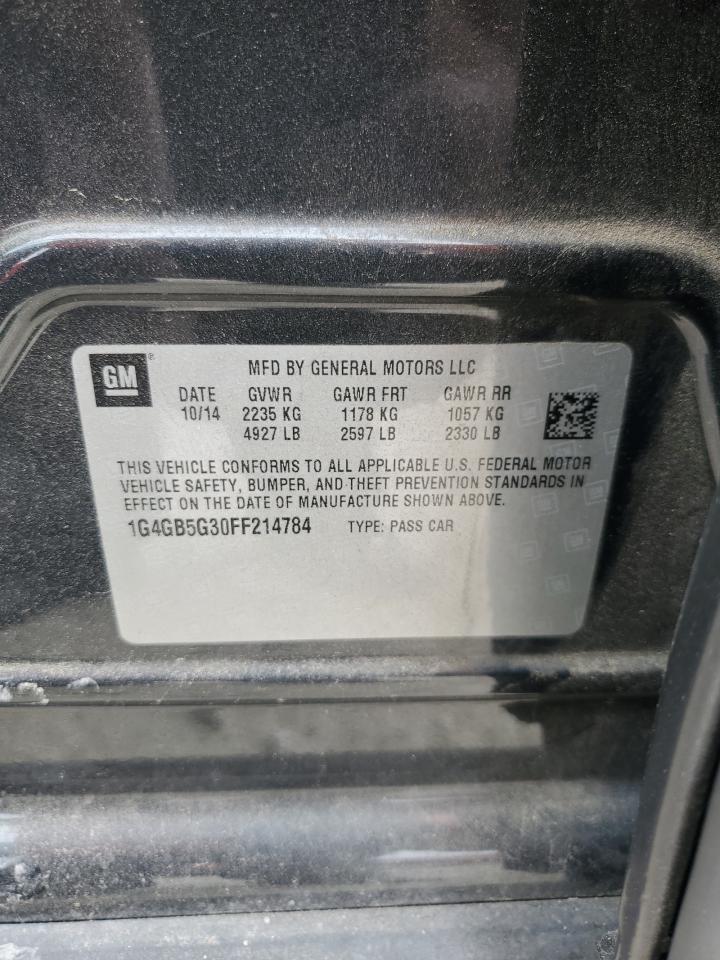 GM ® MFD BY GENERAL MOTORS LLC
DATE GVWR GAWR FRT GAWR RR
10/14 2235 KG 1178 KG 1057 KG
4927 LB 2597 LB 2330 LB
THIS VEHICLE CONFORMS TO ALL APPLICABLE U.S. FEDERAL MOTOR
VEHICLE SAFETY, BUMPER, AND THEFT PREVENTION STANDARDS IN
EFFECT ON THE DATE OF MANUFACTURE SHOWN ABOVE.
1G4GB5G30FF214784 TYPE: PASS CAR